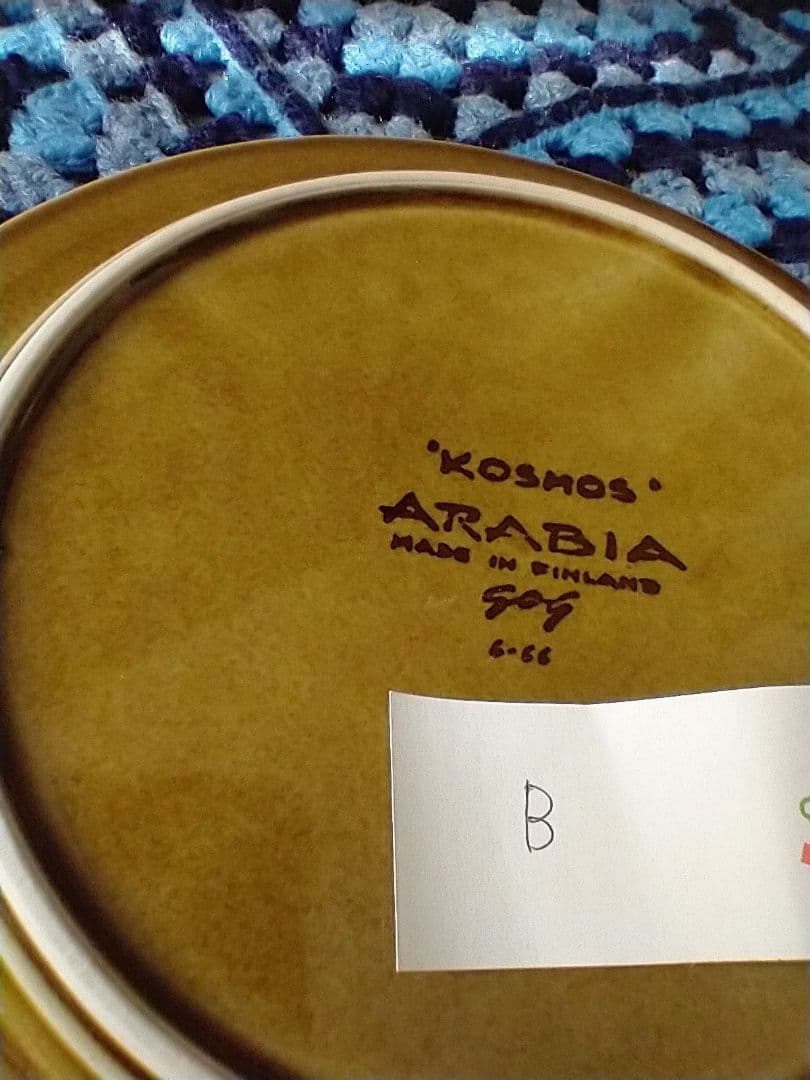 "KOSMOS"
ARABIA
MADE IN FINLAND
GOG
6-66
B